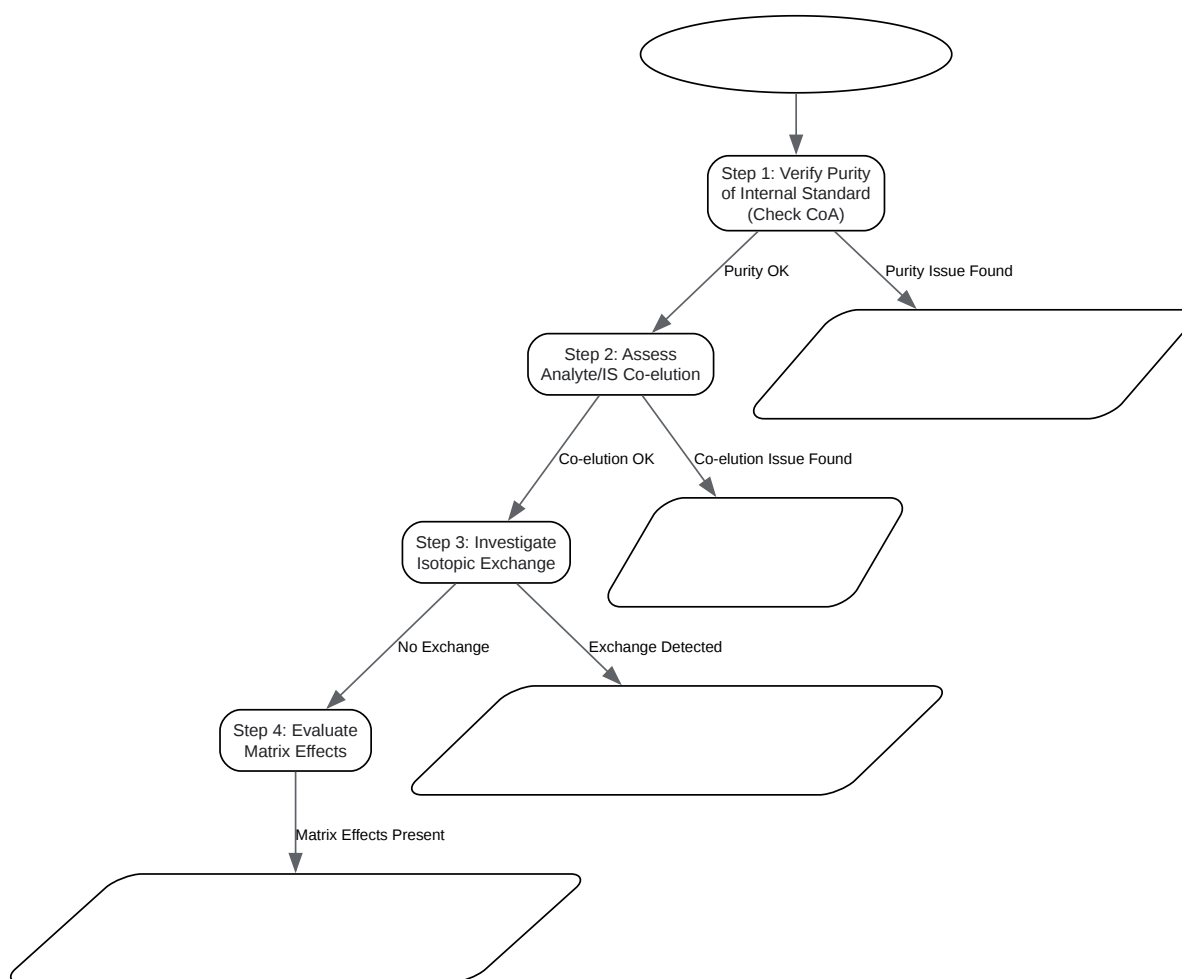 Step 1: Verify Purity
of Internal Standard
(Check CoA)
Purity OK
Purity Issue Found
Step 2: Assess
Analyte/IS Co-elution
Co-elution OK
Co-elution Issue Found
Step 3: Investigate
Isotopic Exchange
No Exchange
Exchange Detected
Step 4: Evaluate
Matrix Effects
Matrix Effects Present